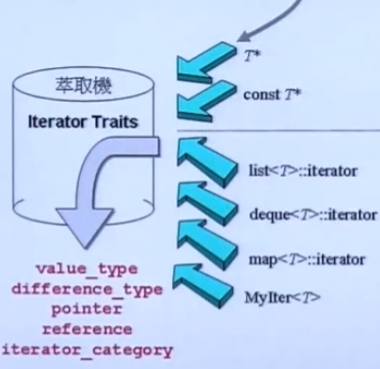 萃取機
Iterator Traits
T*
const T*
list<T>::iterator
deque<T>::iterator
map<T>::iterator
MyIter<T>
value_type
difference_type
pointer
reference
iterator_category